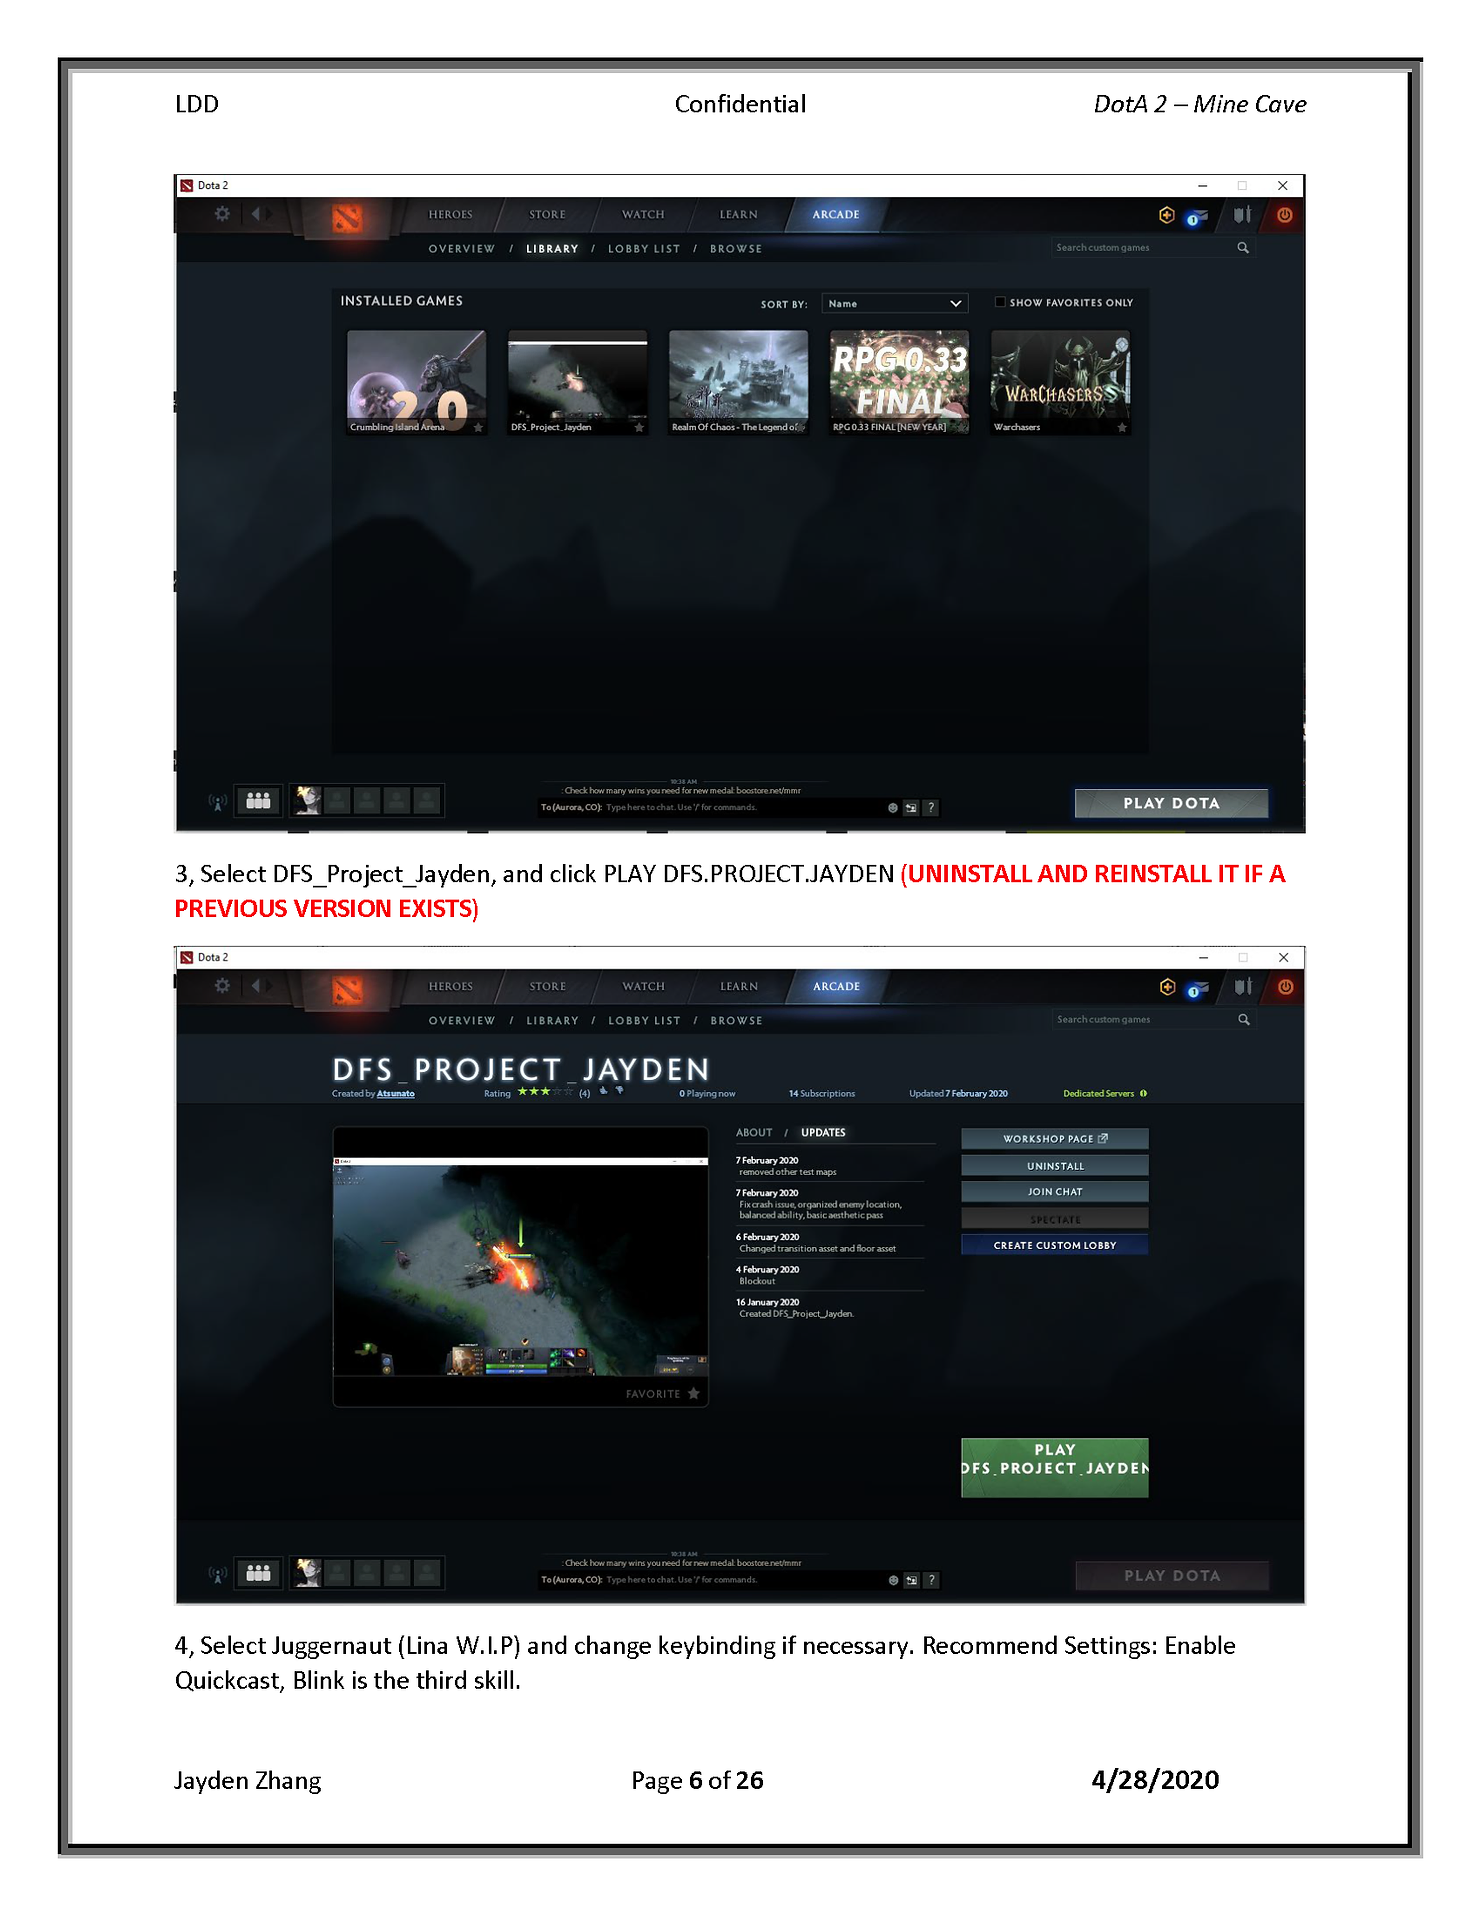 LDD Confidential DotA 2 – Mine Cave
Dota 2
HEROES STORE WATCH LEARN ARCADE
1
OVERVIEW / LIBRARY / LOBBY LIST / BROWSE
Search custom games
INSTALLED GAMES
SORT BY: Name
SHOW FAVORITES ONLY
2.0
RPG 0.33
FINAL
WARCHASERS
Crumbling Island Arena
DFS_Project_Jayden
Realm Of Chaos - The Legend of
RPG 0.33 FINAL [NEW YEAR]
Warchasers
10:38 AM
: Check how many wins you need for new medal: boostore.net/mmr
To (Aurora, CO): Type here to chat. Use '/' for commands.
?
PLAY DOTA
3, Select DFS_Project_Jayden, and click PLAY DFS.PROJECT.JAYDEN (UNINSTALL AND REINSTALL IT IF A
PREVIOUS VERSION EXISTS)
Dota 2
HEROES STORE WATCH LEARN ARCADE
1
OVERVIEW / LIBRARY / LOBBY LIST / BROWSE
Search custom games
DFS_PROJECT_JAYDEN
Created by Atsunato Rating (4) 0 Playing now 14 Subscriptions Updated 7 February 2020 Dedicated Servers
ABOUT / UPDATES
7 February 2020
removed other test maps
7 February 2020
Fix crash issue, organized enemy location,
balanced ability, basic aesthetic pass
6 February 2020
Changed transition asset and floor asset
4 February 2020
Blockout
16 January 2020
Created DFS_Project_Jayden.
FAVORITE
WORKSHOP PAGE
UNINSTALL
JOIN CHAT
SPECTATE
CREATE CUSTOM LOBBY
PLAY
DFS_PROJECT_JAYDEN
10:38 AM
: Check how many wins you need for new medal: boostore.net/mmr
To (Aurora, CO): Type here to chat. Use '/' for commands.
?
PLAY DOTA
4, Select Juggernaut (Lina W.I.P) and change keybinding if necessary. Recommend Settings: Enable
Quickcast, Blink is the third skill.
Jayden Zhang Page 6 of 26 4/28/2020